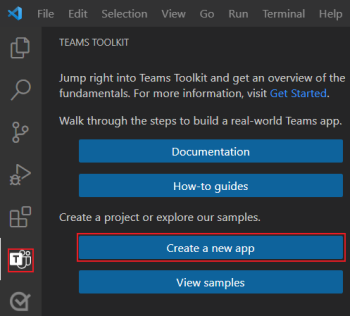 File Edit Selection View Go Run Terminal Help
TEAMS TOOLKIT
Jump right into Teams Toolkit and get an overview of the
fundamentals. For more information, visit Get Started.
Walk through the steps to build a real-world Teams app.
Documentation
How-to guides
Create a project or explore our samples.
Create a new app
View samples